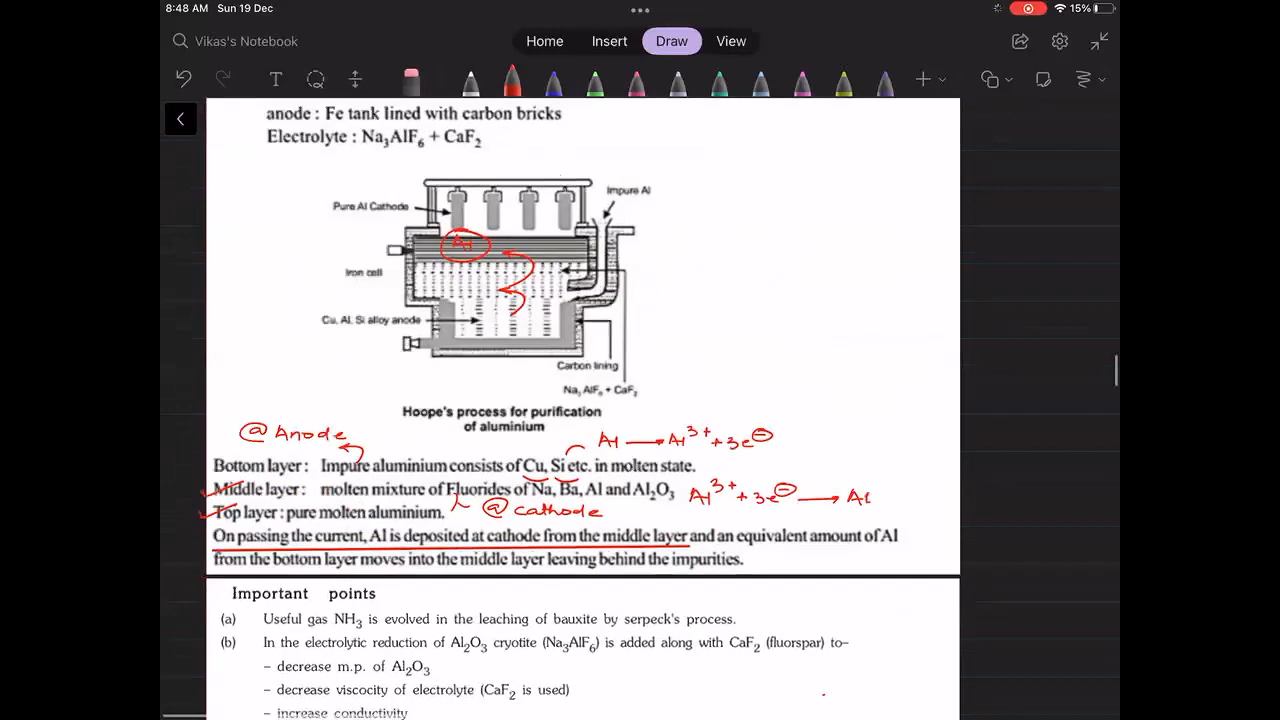 8:48 AM Sun 19 Dec
15%
Vikas's Notebook
Home Insert Draw View
anode : Fe tank lined with carbon bricks
Electrolyte : Na₃AlF₆ + CaF₂
Impure Al
Pure Al Cathode
Al
Iron cell
Cu, Al, Si alloy anode
Carbon lining
Na, AlF₆ + CaF₂
Hoope's process for purification
of aluminium
@ Anode
Al → Al³⁺ + 3e⊖
Bottom layer : Impure aluminium consists of Cu, Si etc. in molten state.
Middle layer : molten mixture of Fluorides of Na, Ba, Al and Al₂O₃
Al³⁺ + 3e⊖ → Al
Top layer : pure molten aluminium.
@ cathode
On passing the current, Al is deposited at cathode from the middle layer and an equivalent amount of Al
from the bottom layer moves into the middle layer leaving behind the impurities.
Important points
(a) Useful gas NH₃ is evolved in the leaching of bauxite by serpeck's process.
(b) In the electrolytic reduction of Al₂O₃ cryotite (Na₃AlF₆) is added along with CaF₂ (fluorspar) to–
– decrease m.p. of Al₂O₃
– decrease viscocity of electrolyte (CaF₂ is used)
– increase conductivity